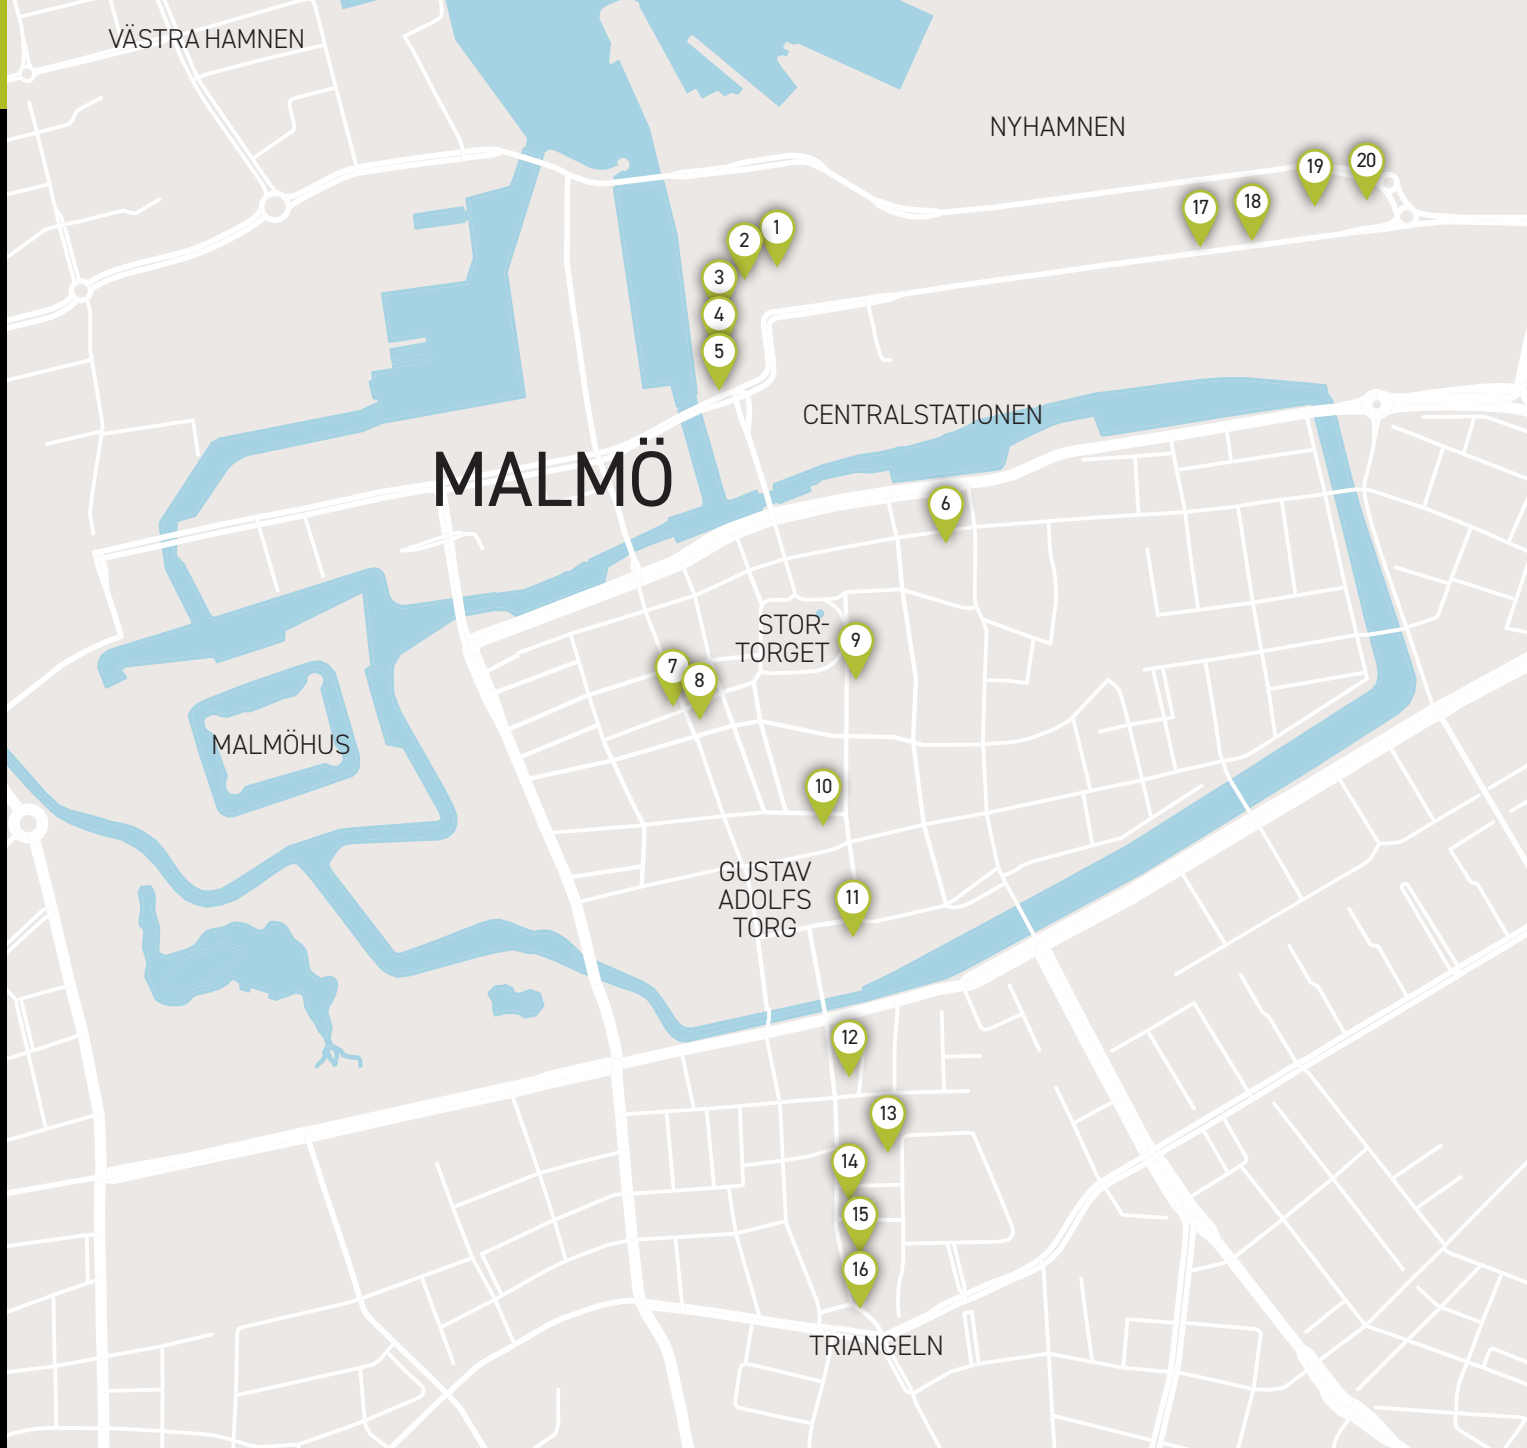 VÄSTRA HAMNEN
NYHAMNEN
19
20
17
18
1
2
3
4
5
CENTRALSTATIONEN
MALMÖ
6
STOR-
TORGET
9
7
8
MALMÖHUS
10
GUSTAV
ADOLFS
TORG
11
12
13
14
15
16
TRIANGELN